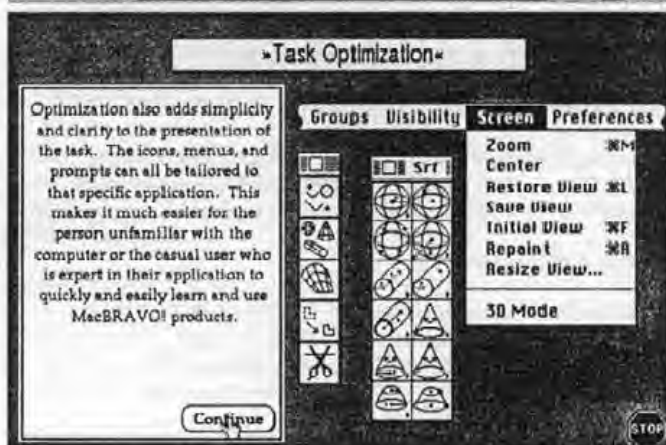 »Task Optimization«
Optimization also adds simplicity
and clarity to the presentation of
the task. The icons, menus, and
prompts can all be tailored to
that specific application. This
makes it much easier for the
person unfamiliar with the
computer or the casual user who
is expert in their application to
quickly and easily learn and use
MacBRAVO! products.
Continue
Groups Visibility Screen Preferences
Srf
Zoom ⌘M
Center
Restore View ⌘L
Save View
Initial View ⌘F
Repaint ⌘R
Resize View...
3D Mode
STOP